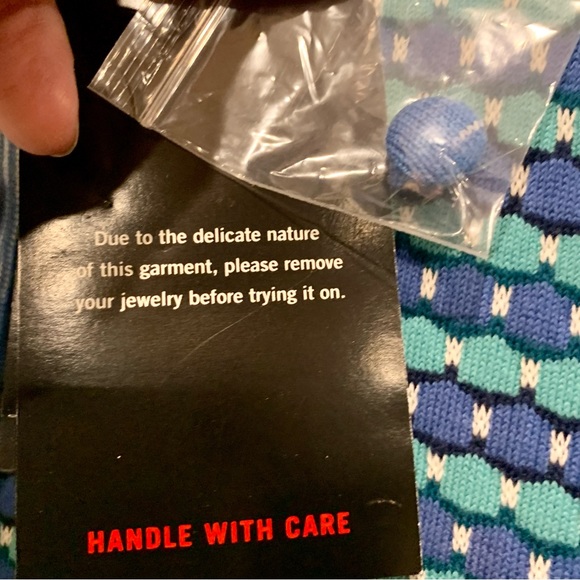 Due to the delicate nature
of this garment, please remove
your jewelry before trying it on.
HANDLE WITH CARE